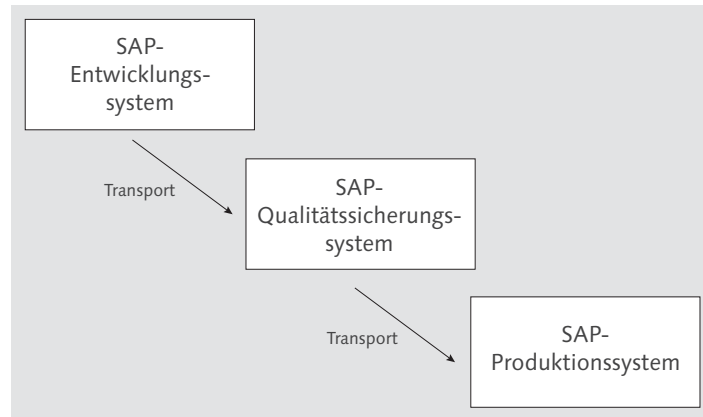 SAP-
Entwicklungs-
system
Transport
SAP-
Qualitätssicherungs-
system
Transport
SAP-
Produktionssystem